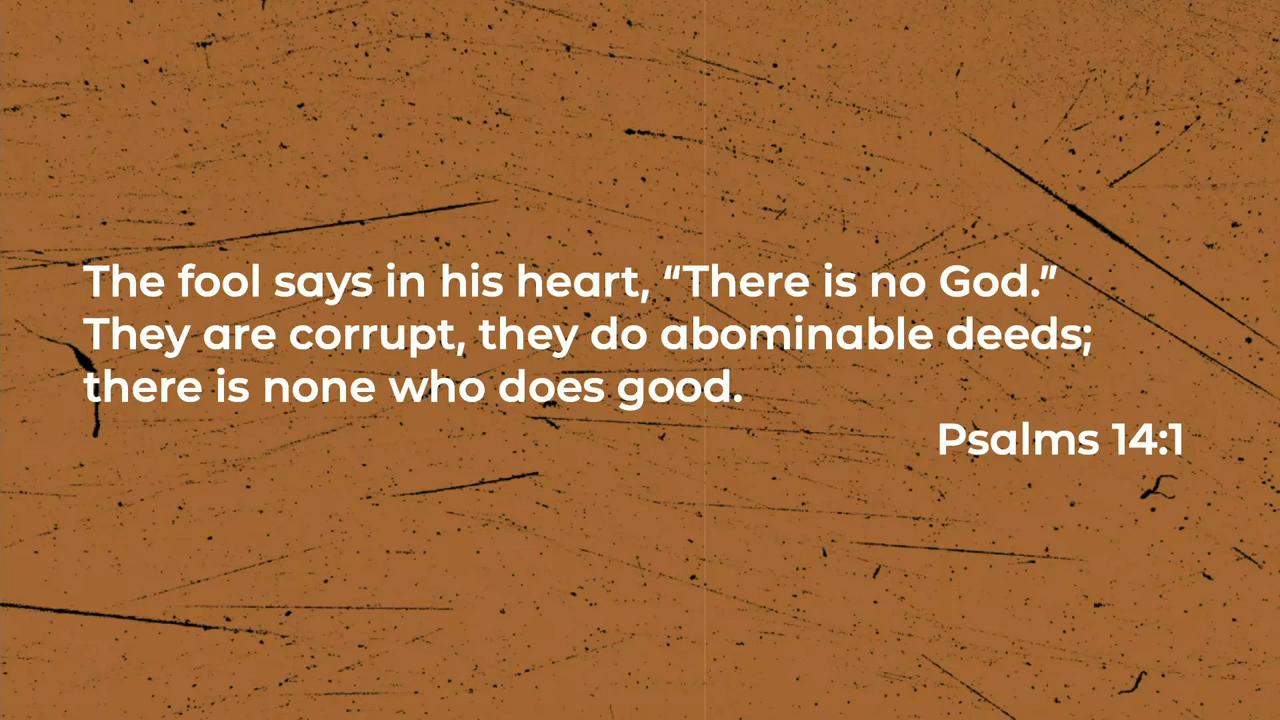 The fool says in his heart, “There is no God.”
They are corrupt, they do abominable deeds;
there is none who does good.
Psalms 14:1